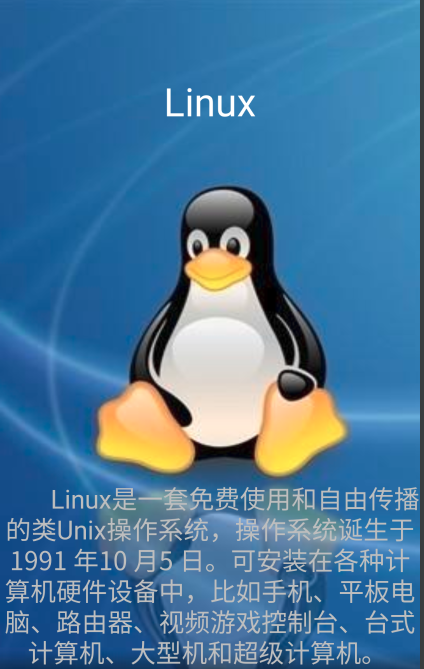 Linux
Linux是一套免费使用和自由传播
的类Unix操作系统，操作系统诞生于
1991 年10 月5 日。可安装在各种计
算机硬件设备中，比如手机、平板电
脑、路由器、视频游戏控制台、台式
计算机、大型机和超级计算机。